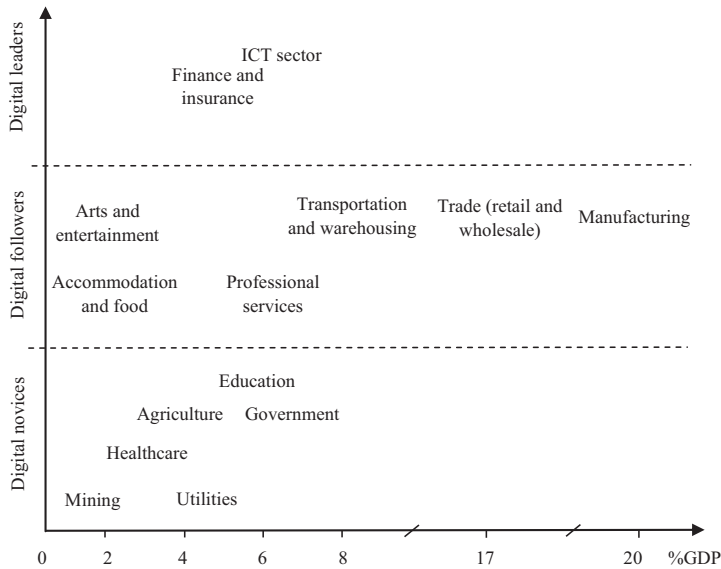 Digital leaders
ICT sector
Finance and
insurance
Digital followers
Arts and
entertainment
Transportation
and warehousing
Trade (retail and
wholesale)
Manufacturing
Accommodation
and food
Professional
services
Digital novices
Education
Agriculture
Government
Healthcare
Mining
Utilities
0 2 4 6 8 17 20 %GDP